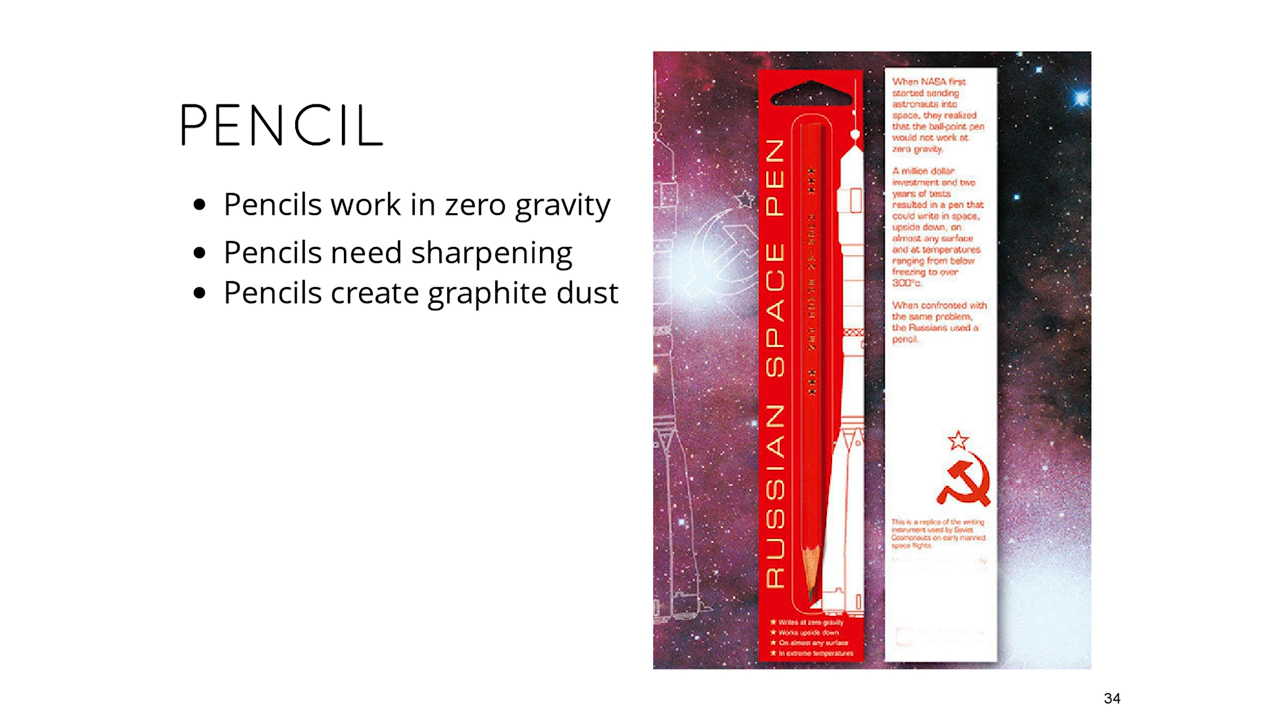 PENCIL
Pencils work in zero gravity
Pencils need sharpening
Pencils create graphite dust
RUSSIAN SPACE PEN
★ Writes at zero gravity
★ Works upside down
★ On almost any surface
★ In extreme temperatures
When NASA first
started sending
astronauts into
space, they realized
that the ball-point pen
would not work at
zero gravity.
A million dollar
investment and two
years of tests
resulted in a pen that
could write in space,
upside down, on
almost any surface
and at temperatures
ranging from below
freezing to over
300°c.
When confronted with
the same problem,
the Russians used a
pencil.
This is a replica of the writing
instrument used by Soviet
Cosmonauts on early manned
space flights.
34